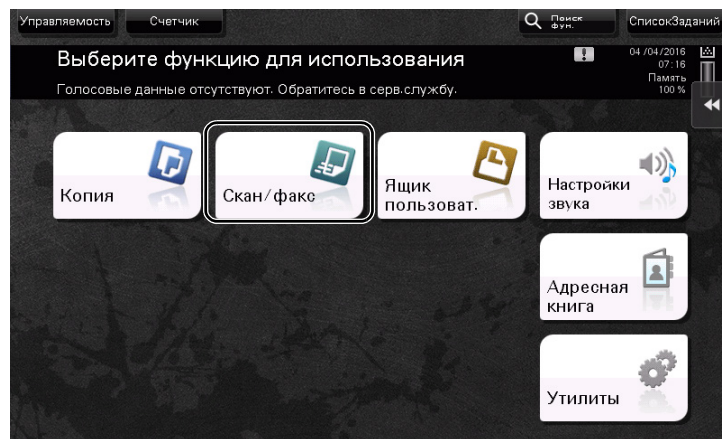 Управляемость
Счетчик
Поиск
фун.
СписокЗаданий
Выберите функцию для использования
Голосовые данные отсутствуют. Обратитесь в серв.службу.
04/04/2016
07:16
Память
100 %
Копия
Скан/факс
Ящик
пользоват.
Настройки
звука
Адресная
книга
Утилиты